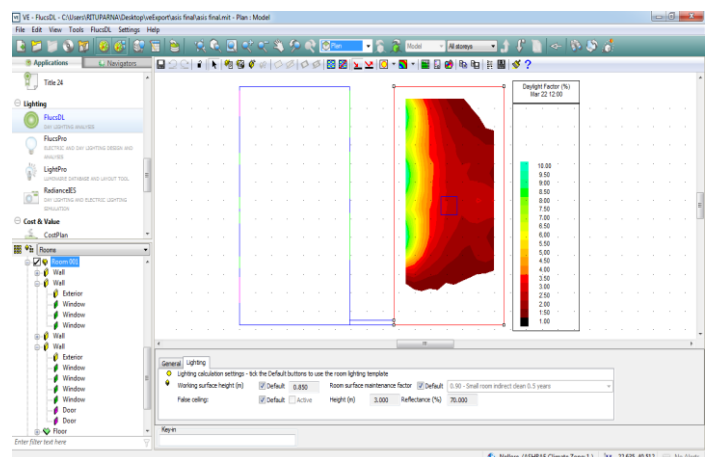 VE - FlucsDL - C:\Users\RITUPARNA\Desktop\veExport\asis final\asis final.mit - Plan : Model
File Edit View Tools FlucsDL Settings Help
Plan
Model
All storeys
Applications
Navigators
Title 24
Lighting
FlucsDL
DAY LIGHTING ANALYSIS
FlucsPro
ELECTRIC AND DAY LIGHTING DESIGN AND
ANALYSIS
LightPro
LUMINAIRE DATABASE AND LAYOUT TOOL
RadianceIES
DAY LIGHTING AND ELECTRIC LIGHTING
SIMULATION
Cost & Value
CostPlan
Rooms
Room 001
Wall
Wall
Exterior
Window
Window
Window
Wall
Wall
Exterior
Window
Window
Window
Window
Door
Door
Floor
Enter filter text here
Daylight Factor (%)
Mar 22 12:00
10.00
9.50
9.00
8.50
8.00
7.50
7.00
6.50
6.00
5.50
5.00
4.50
4.00
3.50
3.00
2.50
2.00
1.50
1.00
General Lighting
Lighting calculation settings - tick the Default buttons to use the room lighting template
Working surface height (m) Default 0.850 Room surface maintenance factor Default 0.90 - Small room indirect clean 0.5 years
False ceiling: Default Active Height (m) 3.000 Reflectance (%) 70.000
Key-in
(ASHRAE Climate Zone 1)
No Alerts